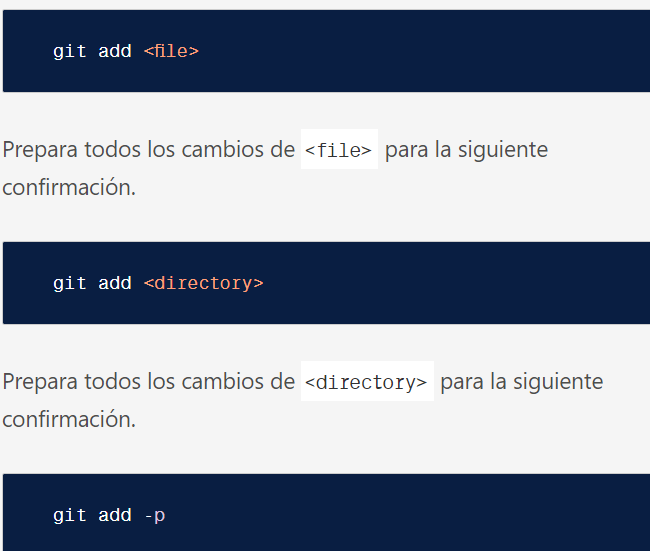 git add <file>
Prepara todos los cambios de <file> para la siguiente
confirmación.
git add <directory>
Prepara todos los cambios de <directory> para la siguiente
confirmación.
git add -p